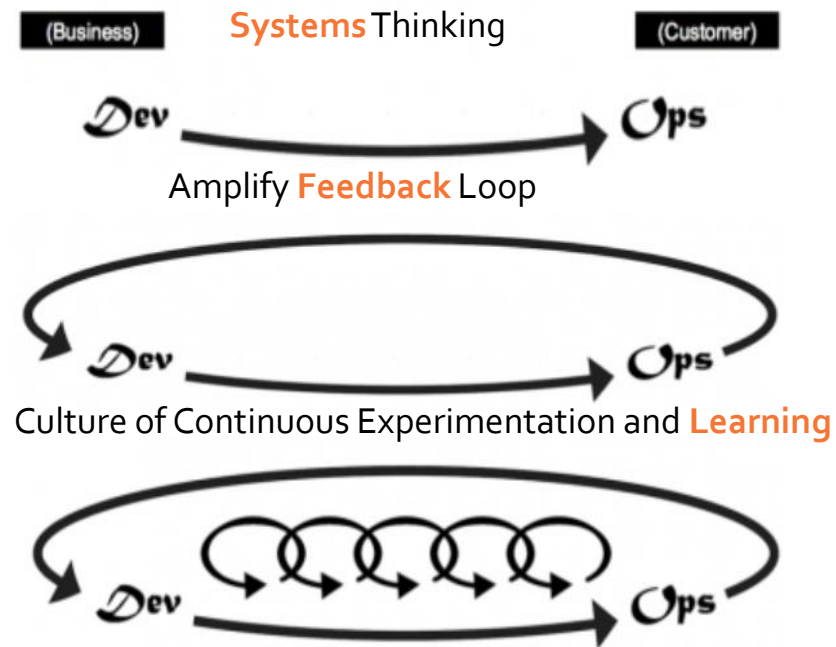 (Business) Systems Thinking (Customer)
Dev Ops
Amplify Feedback Loop
Dev Ops
Culture of Continuous Experimentation and Learning
Dev Ops